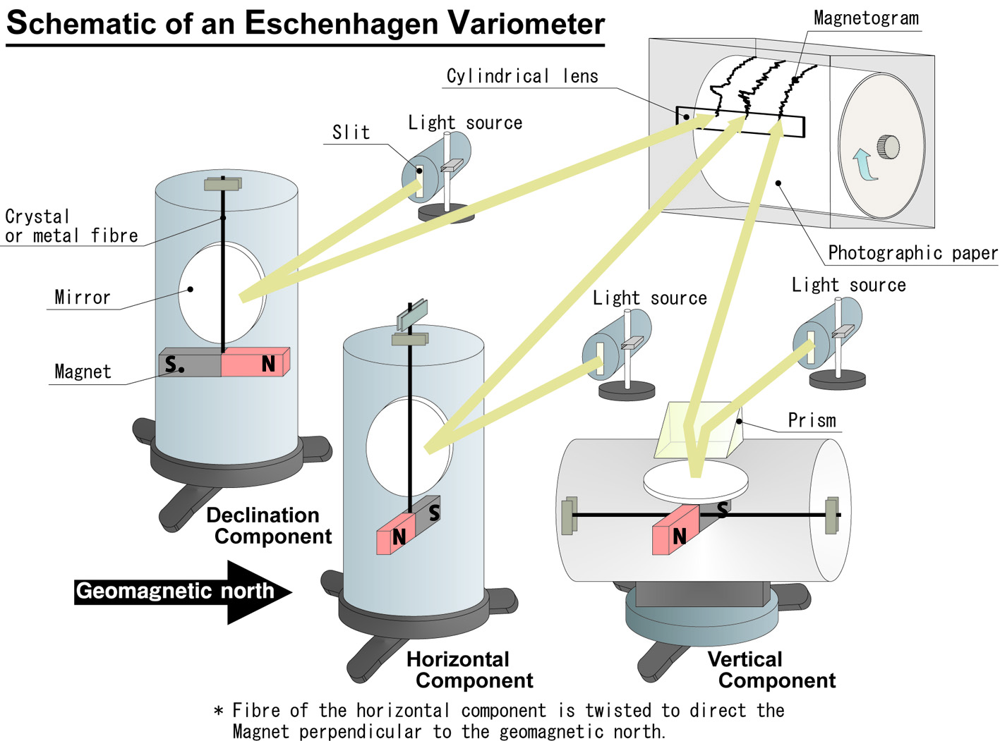 Schematic of an Eschenhagen Variometer
Magnetogram
Cylindrical lens
Light source
Slit
Crystal
or metal fibre
Photographic paper
Mirror
Light source
Light source
Magnet
S.
N
Prism
S
N
S
N
Declination
Component
Geomagnetic north
Horizontal
Component
Vertical
Component
* Fibre of the horizontal component is twisted to direct the
Magnet perpendicular to the geomagnetic north.